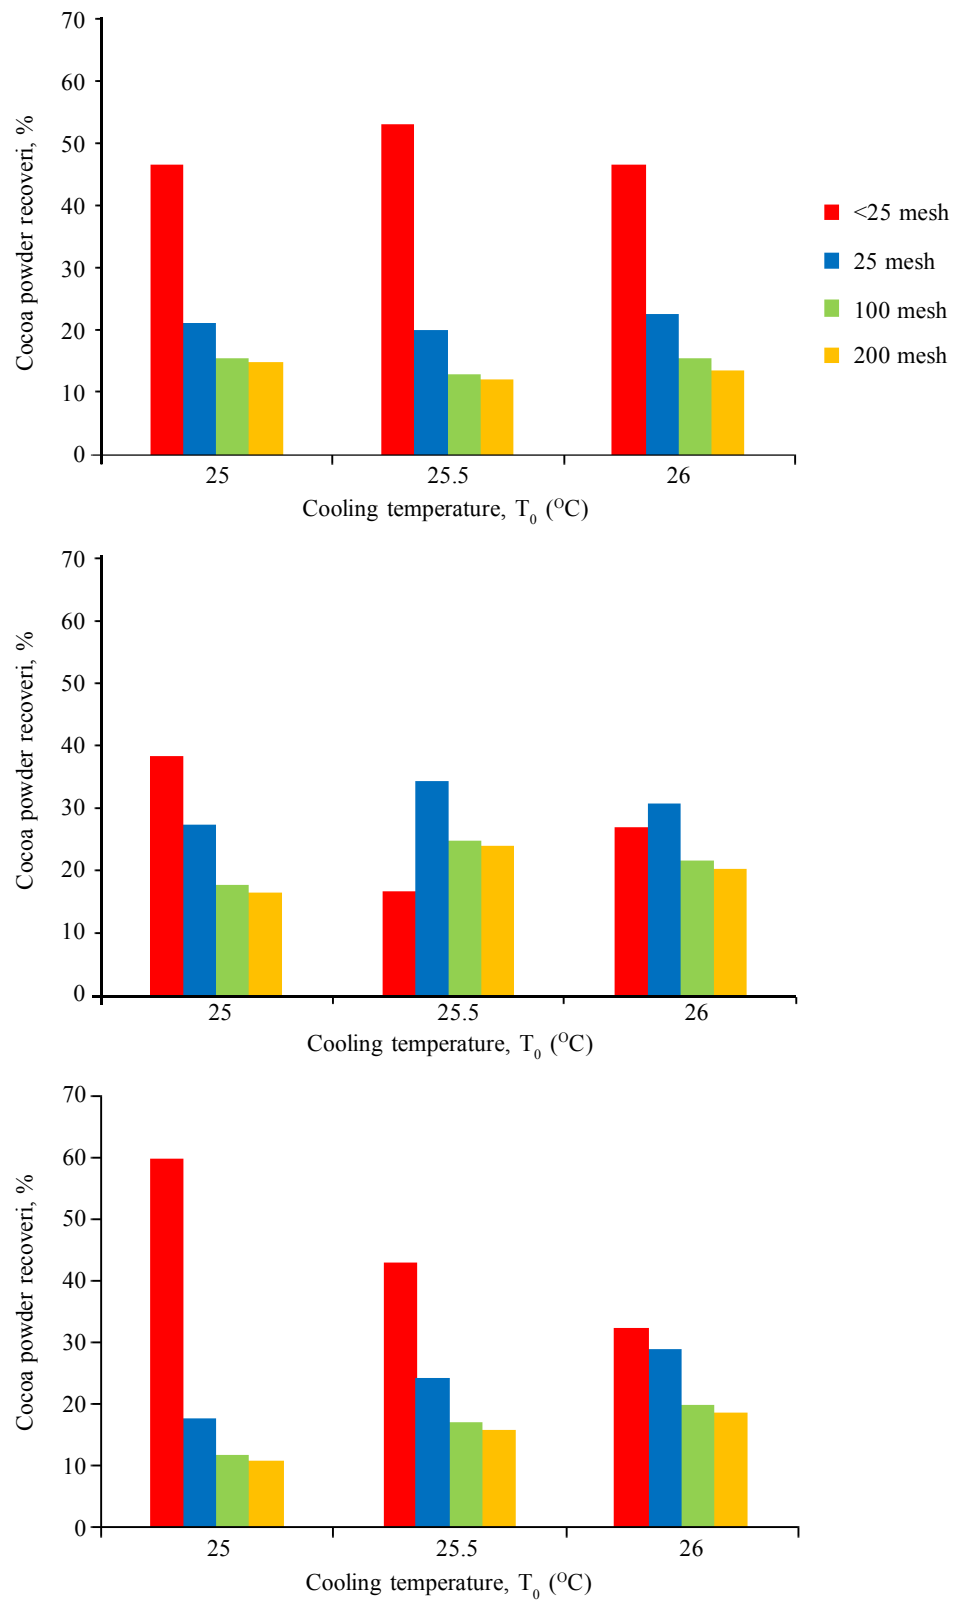 70
60
50
40
30
20
10
0
Cocoa powder recoveri, %
25 25.5 26
Cooling temperature, T0 (OC)
<25 mesh
25 mesh
100 mesh
200 mesh
70
60
50
40
30
20
10
0
Cocoa powder recoveri, %
25 25.5 26
Cooling temperature, T0 (OC)
70
60
50
40
30
20
10
0
Cocoa powder recoveri, %
25 25.5 26
Cooling temperature, T0 (OC)